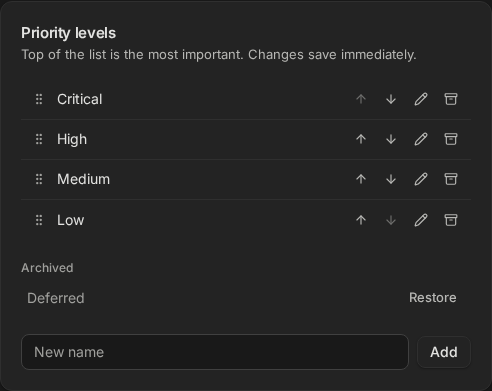 Priority levels
Top of the list is the most important. Changes save immediately.
Critical
High
Medium
Low
Archived
Deferred Restore
New name Add